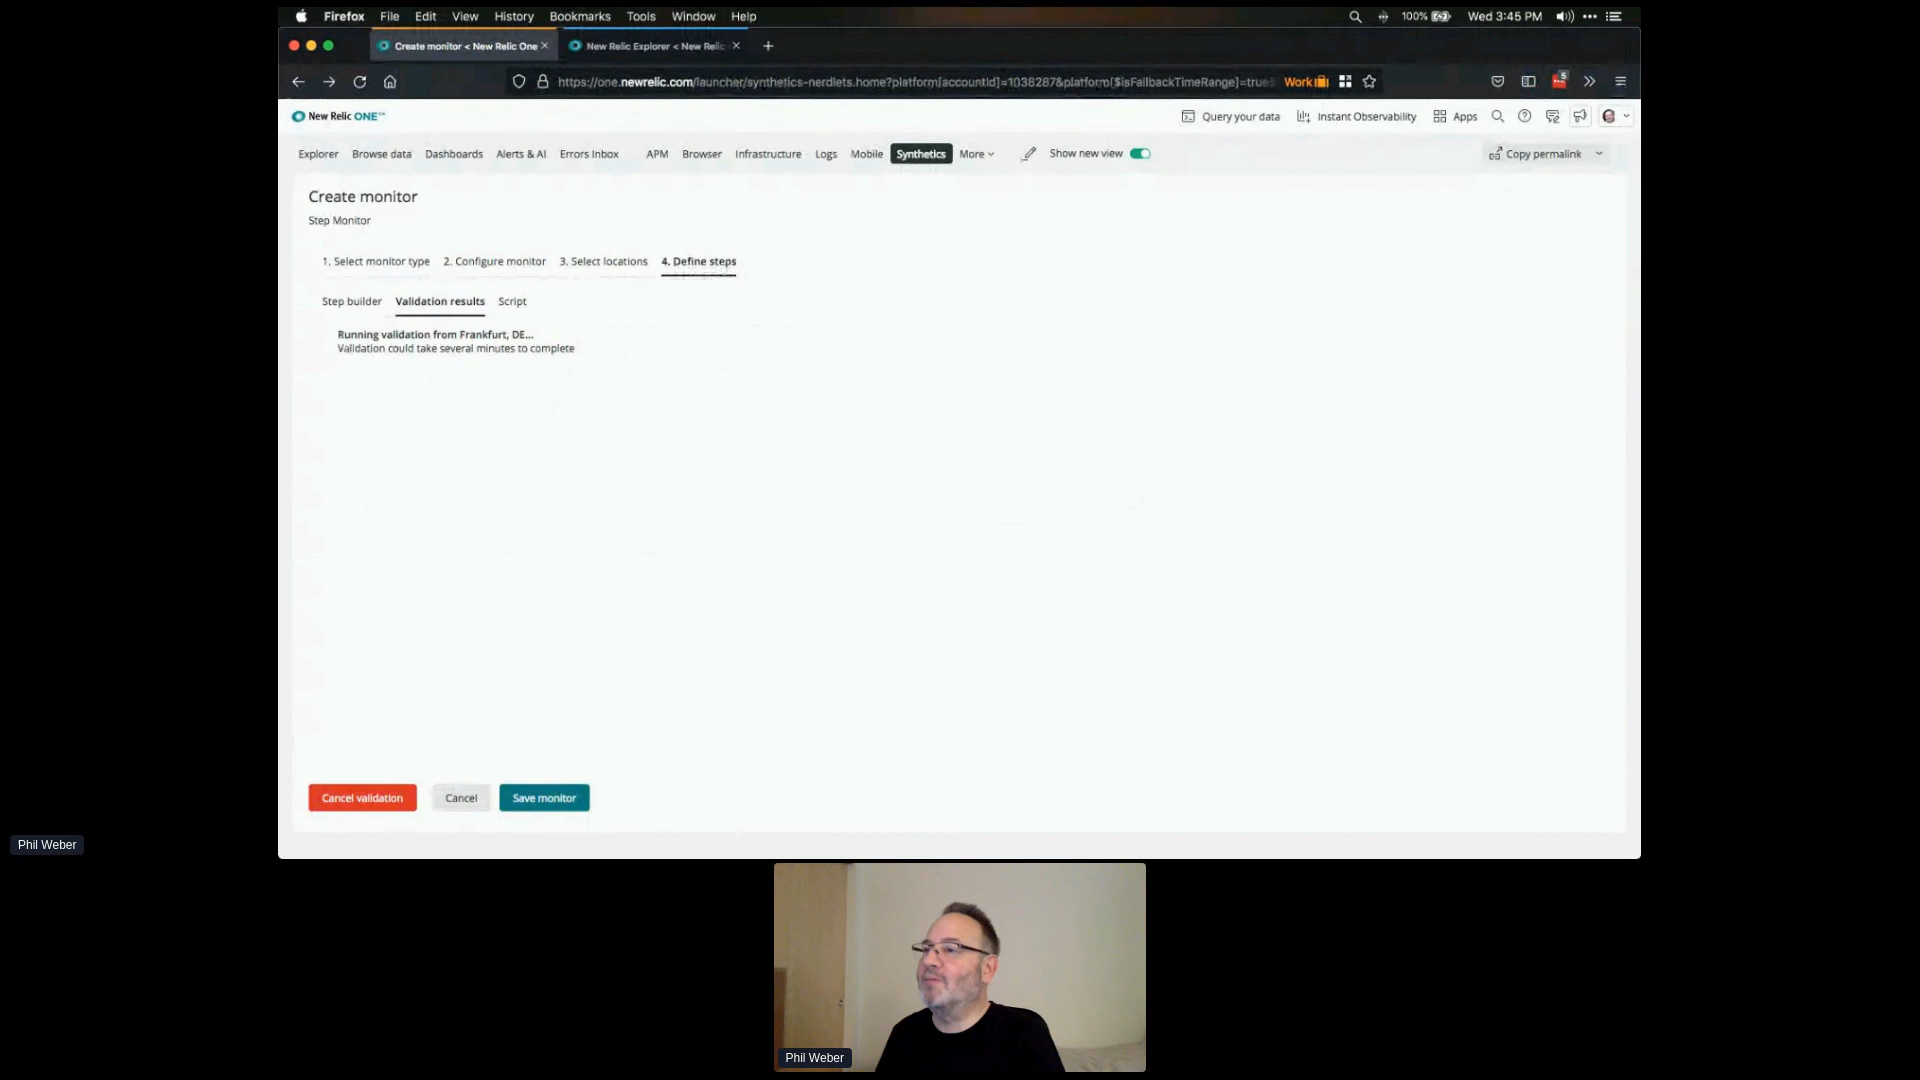 Firefox File Edit View History Bookmarks Tools Window Help
100% Wed 3:45 PM
Create monitor < New Relic One
New Relic Explorer < New Relic
https://one.newrelic.com/launcher/synthetics-nerdlets.home?platform[accountId]=1038287&platform[$isFallbackTimeRange]=true&
Work
5
New Relic ONE™
Query your data Instant Observability Apps
Explorer Browse data Dashboards Alerts & AI Errors Inbox APM Browser Infrastructure Logs Mobile Synthetics More Show new view Copy permalink
Create monitor
Step Monitor
1. Select monitor type 2. Configure monitor 3. Select locations 4. Define steps
Step builder Validation results Script
Running validation from Frankfurt, DE...
Validation could take several minutes to complete
Cancel validation Cancel Save monitor
Phil Weber
Phil Weber